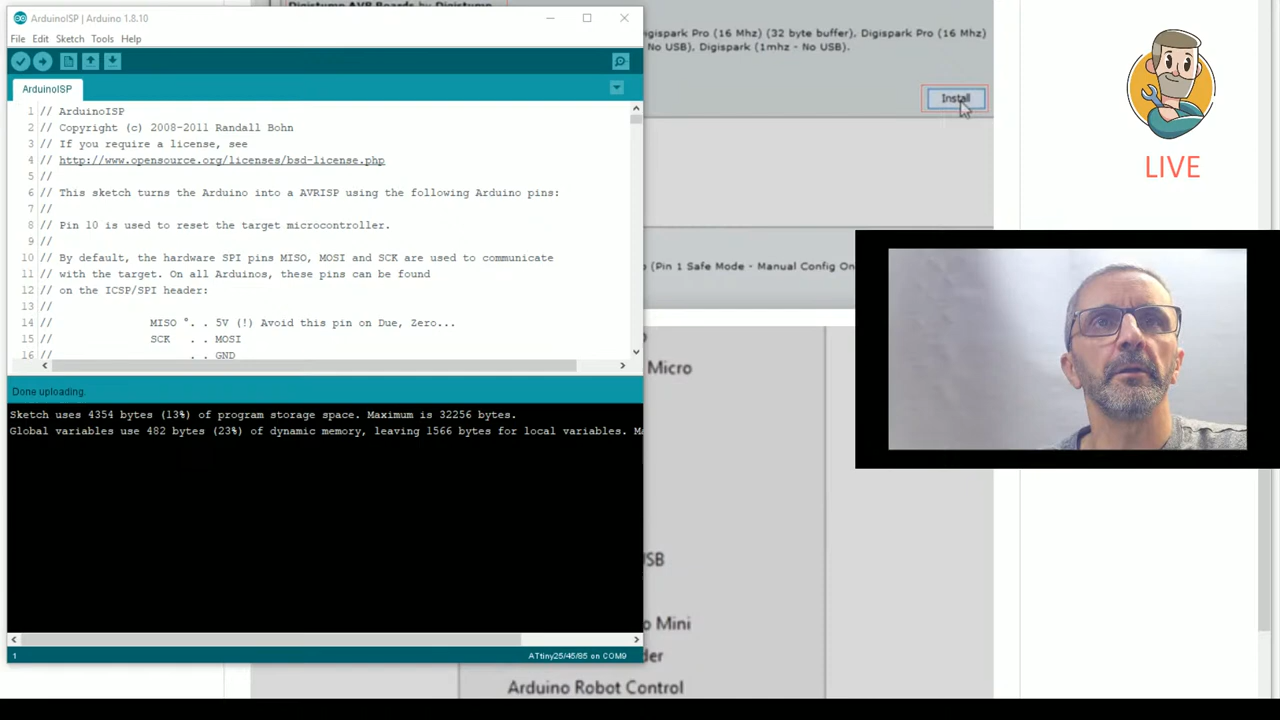 Digistump AVR Boards by Digistump
ArduinoISP | Arduino 1.8.10
Digispark Pro (16 Mhz) (32 byte buffer), Digispark Pro (16 Mhz)
File Edit Sketch Tools Help
No USB), Digispark (1mhz - No USB).
ArduinoISP
Install
LIVE
1 // ArduinoISP
2 // Copyright (c) 2008-2011 Randall Bohn
3 // If you require a license, see
4 // http://www.opensource.org/licenses/bsd-license.php
5 //
6 // This sketch turns the Arduino into a AVRISP using the following Arduino pins:
7 //
8 // Pin 10 is used to reset the target microcontroller.
9 //
10 // By default, the hardware SPI pins MISO, MOSI and SCK are used to communicate
11 // with the target. On all Arduinos, these pins can be found
12 // on the ICSP/SPI header:
13 //
14 // MISO °. . 5V (!) Avoid this pin on Due, Zero...
15 // SCK . . MOSI
16 // . . GND
(Pin 1 Safe Mode - Manual Config On
Micro
USB
Mini
Arduino Robot Control
Done uploading.
Sketch uses 4354 bytes (13%) of program storage space. Maximum is 32256 bytes.
Global variables use 482 bytes (23%) of dynamic memory, leaving 1566 bytes for local variables.
1
ATtiny25/45/85 on COM9